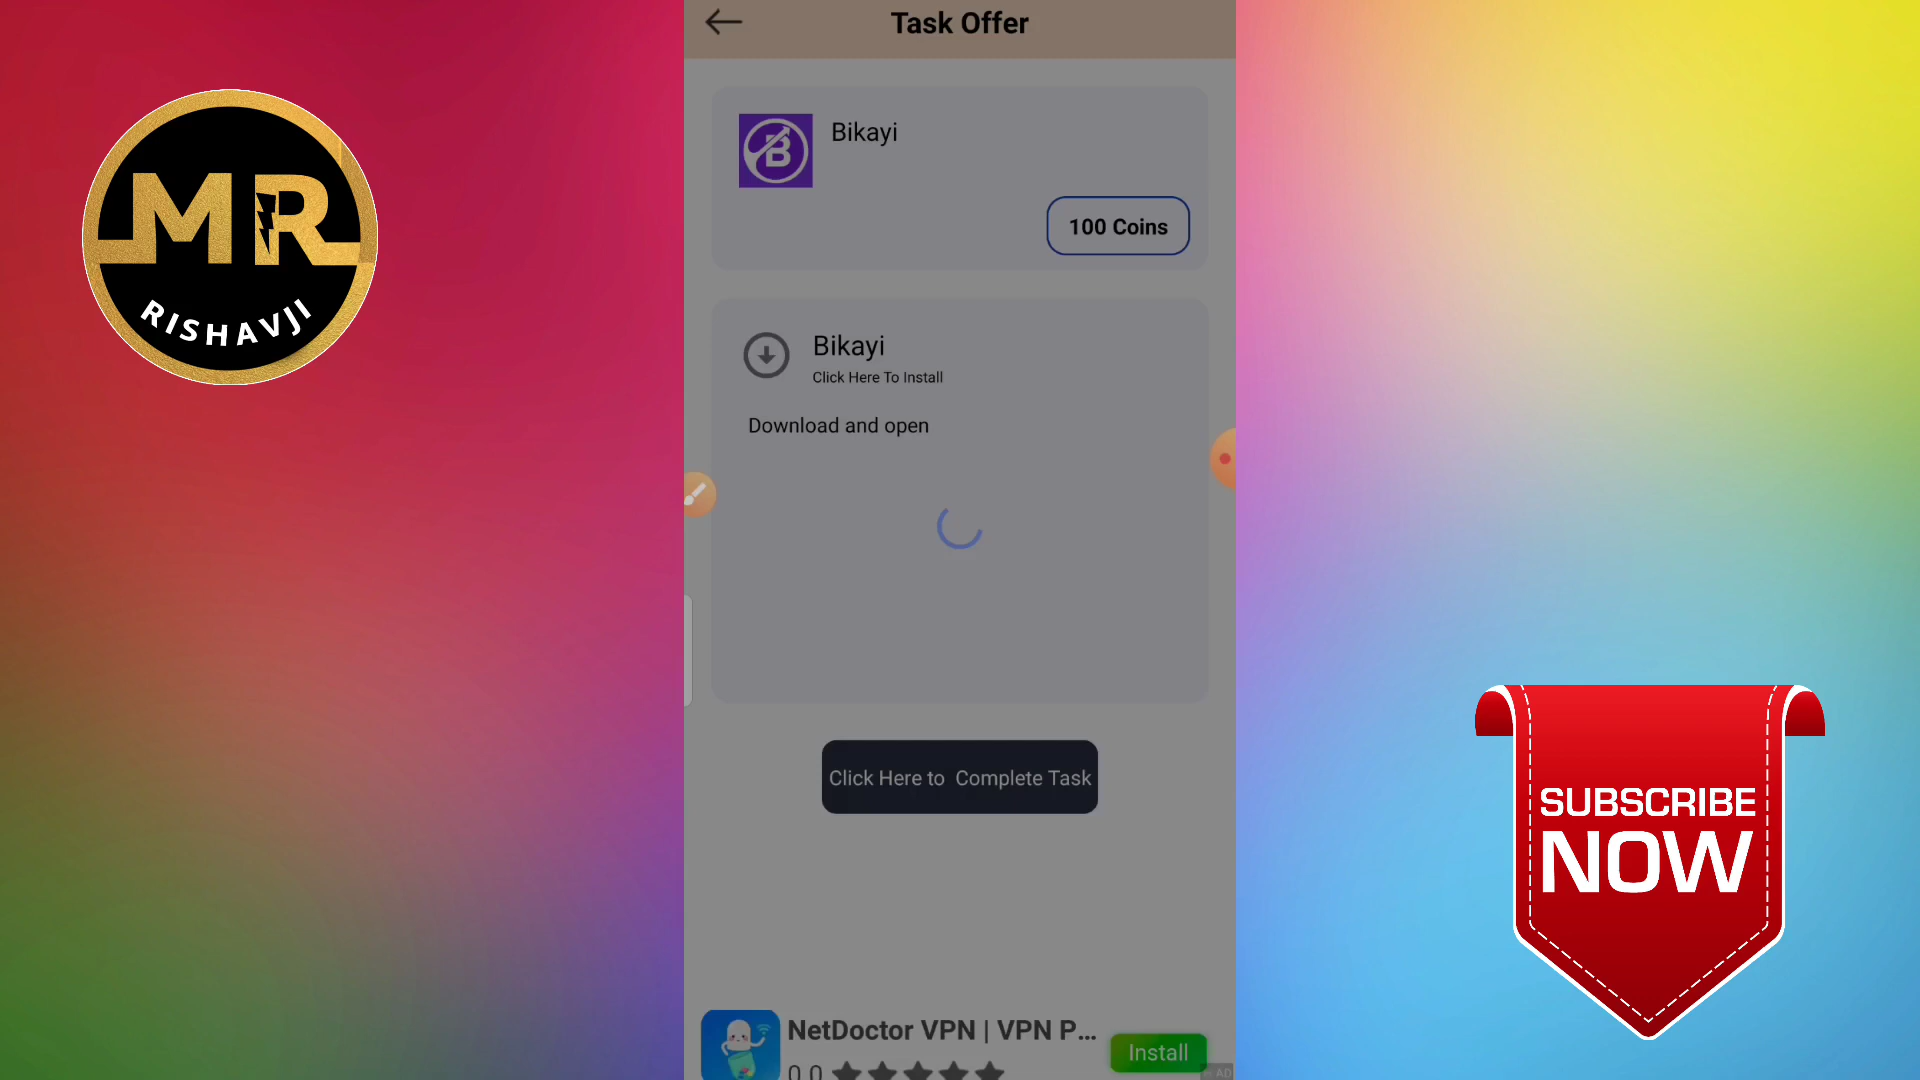 MR
RISHAVJI
Task Offer
Bikayi
100 Coins
Bikayi
Click Here To Install
Download and open
Click Here to Complete Task
NetDoctor VPN | VPN P...
0.0
Install
AD
SUBSCRIBE
NOW